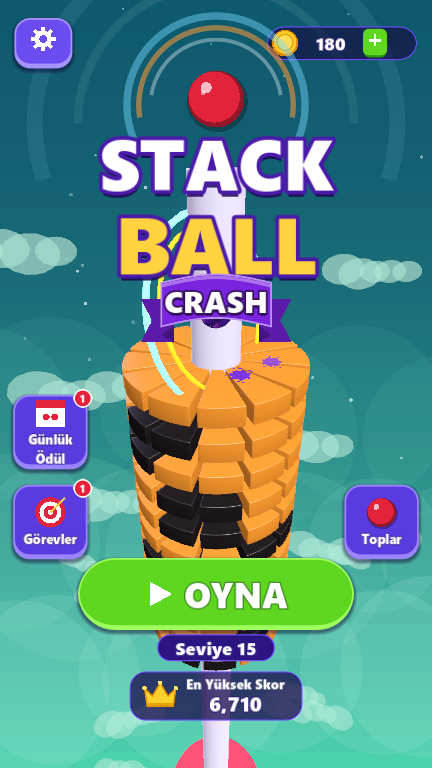 180
STACK
BALL
CRASH
1
Günlük
Ödül
1
Görevler
Toplar
OYNA
Seviye 15
En Yüksek Skor
6,710